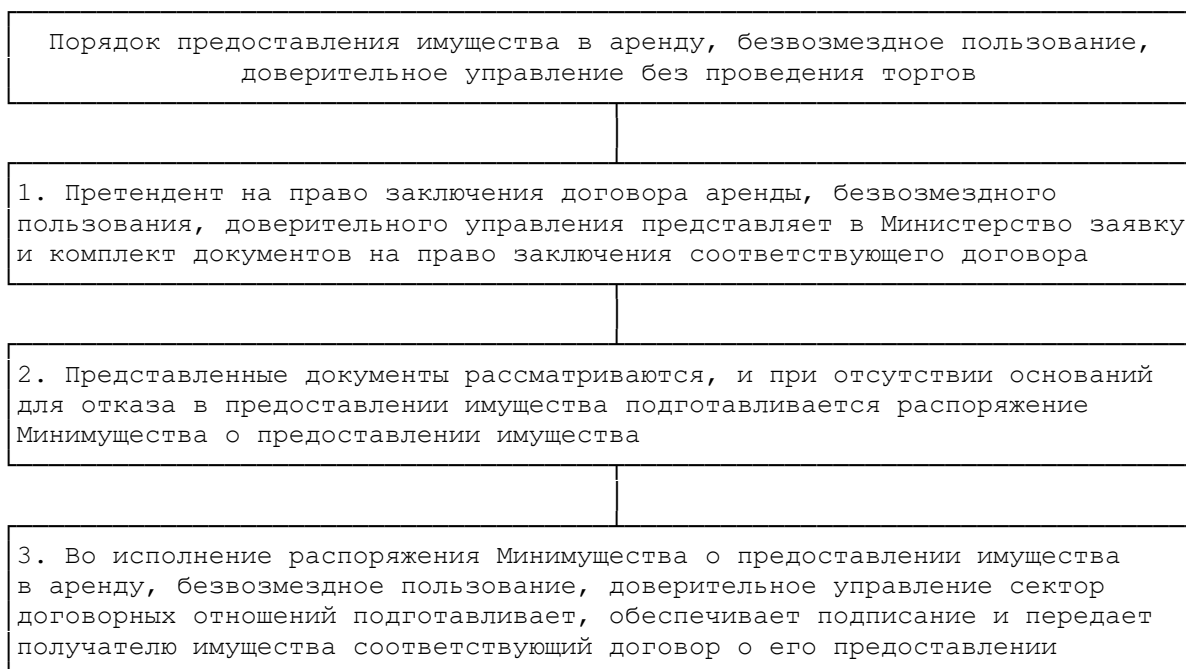 Порядок предоставления имущества в аренду, безвозмездное пользование,
доверительное управление без проведения торгов
1. Претендент на право заключения договора аренды, безвозмездного
пользования, доверительного управления представляет в Министерство заявку
и комплект документов на право заключения соответствующего договора
2. Представленные документы рассматриваются, и при отсутствии оснований
для отказа в предоставлении имущества подготавливается распоряжение
Минимущества о предоставлении имущества
3. Во исполнение распоряжения Минимущества о предоставлении имущества
в аренду, безвозмездное пользование, доверительное управление сектор
договорных отношений подготавливает, обеспечивает подписание и передает
получателю имущества соответствующий договор о его предоставлении